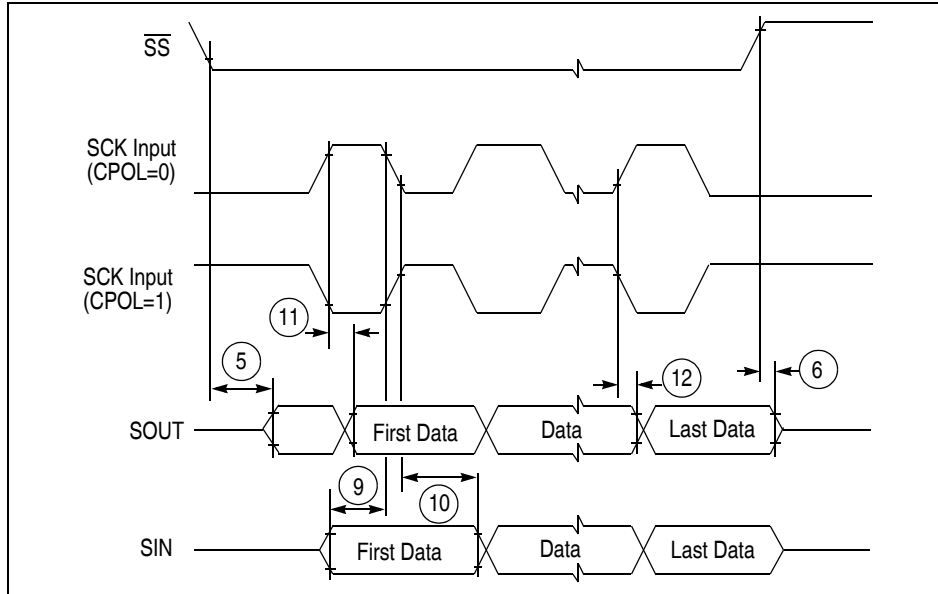 SS
SCK Input
(CPOL=0)
SCK Input
(CPOL=1)
11
5
12
6
SOUT
First Data
Data
Last Data
9
10
SIN
First Data
Data
Last Data